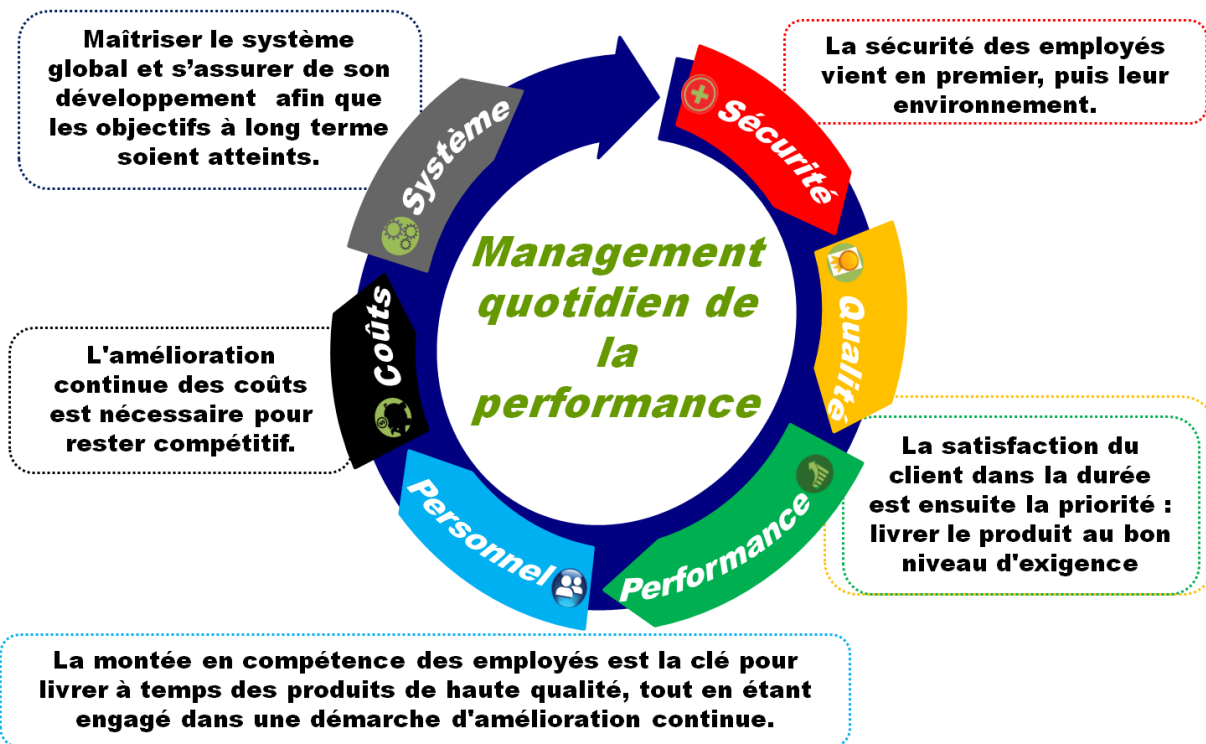 Maîtriser le système
global et s’assurer de son
développement afin que
les objectifs à long terme
soient atteints.
La sécurité des employés
vient en premier, puis leur
environnement.
Système
Sécurité
Management
quotidien de
la
performance
Coûts
Qualité
L'amélioration
continue des coûts
est nécessaire pour
rester compétitif.
La satisfaction du
client dans la durée
est ensuite la priorité :
livrer le produit au bon
niveau d'exigence
Personnel
Performance
La montée en compétence des employés est la clé pour
livrer à temps des produits de haute qualité, tout en étant
engagé dans une démarche d'amélioration continue.